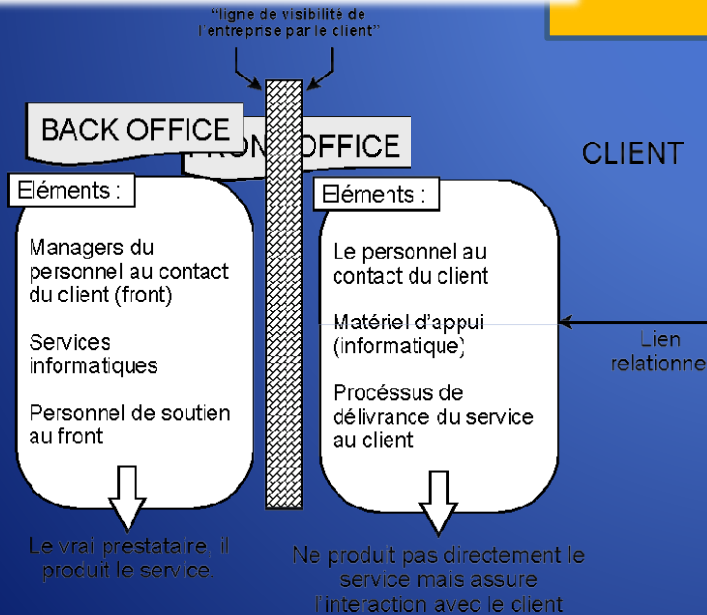 “ligne de visibilité de
l’entreprise par le client”
BACK OFFICE
OFFICE
CLIENT
Eléments :
Managers du
personnel au contact
du client (front)
Services
informatiques
Personnel de soutien
au front
Le vrai prestataire, il
produit le service.
Eléments :
Le personnel au
contact du client
Matériel d’appui
(informatique)
Procéssus de
délivrance du service
au client
Ne produit pas directement le
service mais assure
l’interaction avec le client
Lien
relationne